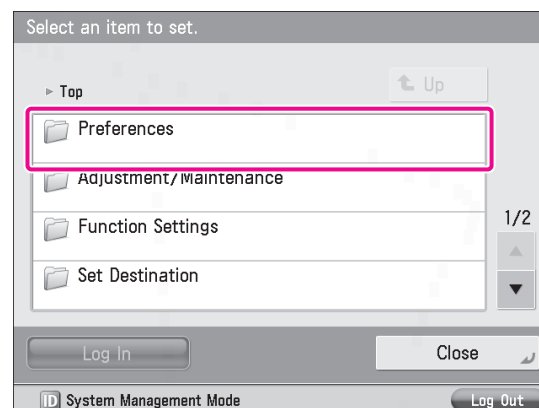 Select an item to set.
Top
Up
Preferences
Adjustment/Maintenance
Function Settings
1/2
Set Destination
Log In
Close
ID System Management Mode
Log Out